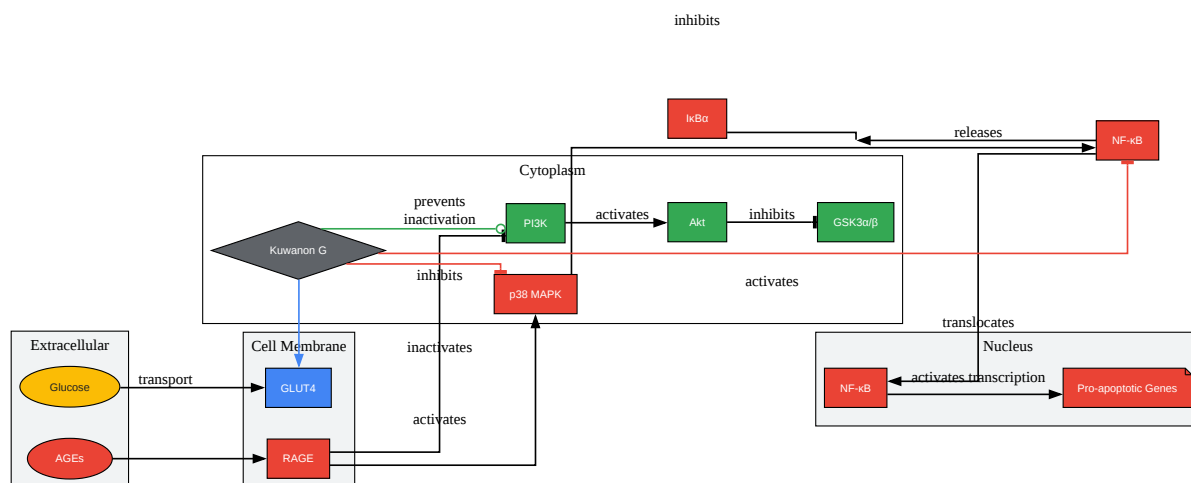 inhibits
IκBα
releases
NF-κB
Cytoplasm
prevents
inactivation
PI3K
activates
Akt
inhibits
GSK3α/β
Kuwanon G
inhibits
p38 MAPK
activates
translocates
Extracellular
Cell Membrane
inactivates
Nucleus
Glucose
transport
GLUT4
NF-κB
activates transcription
Pro-apoptotic Genes
activates
AGEs
RAGE